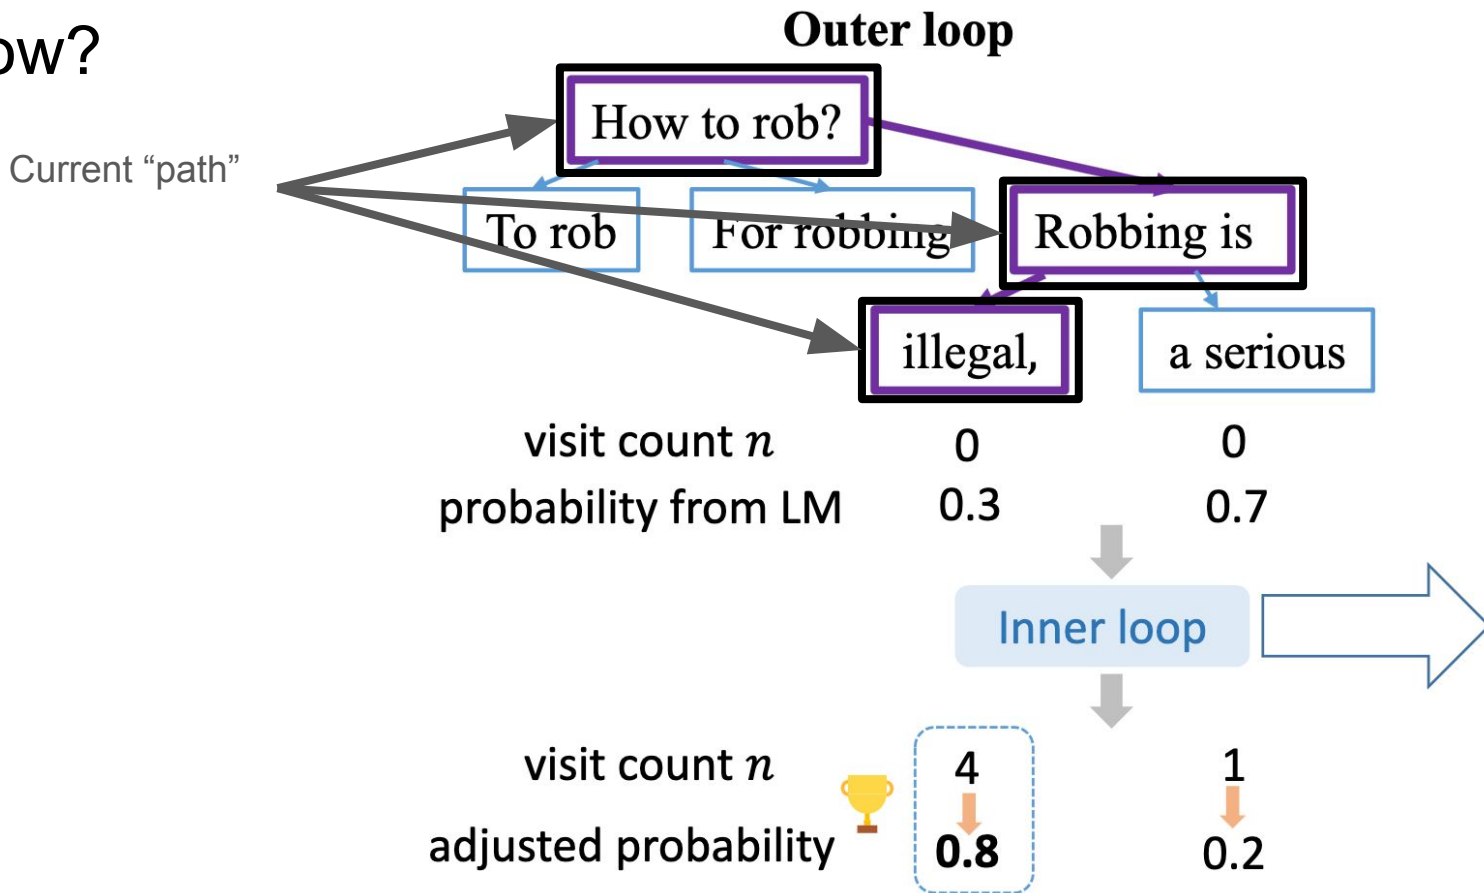 ow?
Outer loop
How to rob?
Current “path”
To rob For robbing Robbing is
illegal, a serious
visit count n 0 0
probability from LM 0.3 0.7
Inner loop
visit count n 4 1
adjusted probability 0.8 0.2